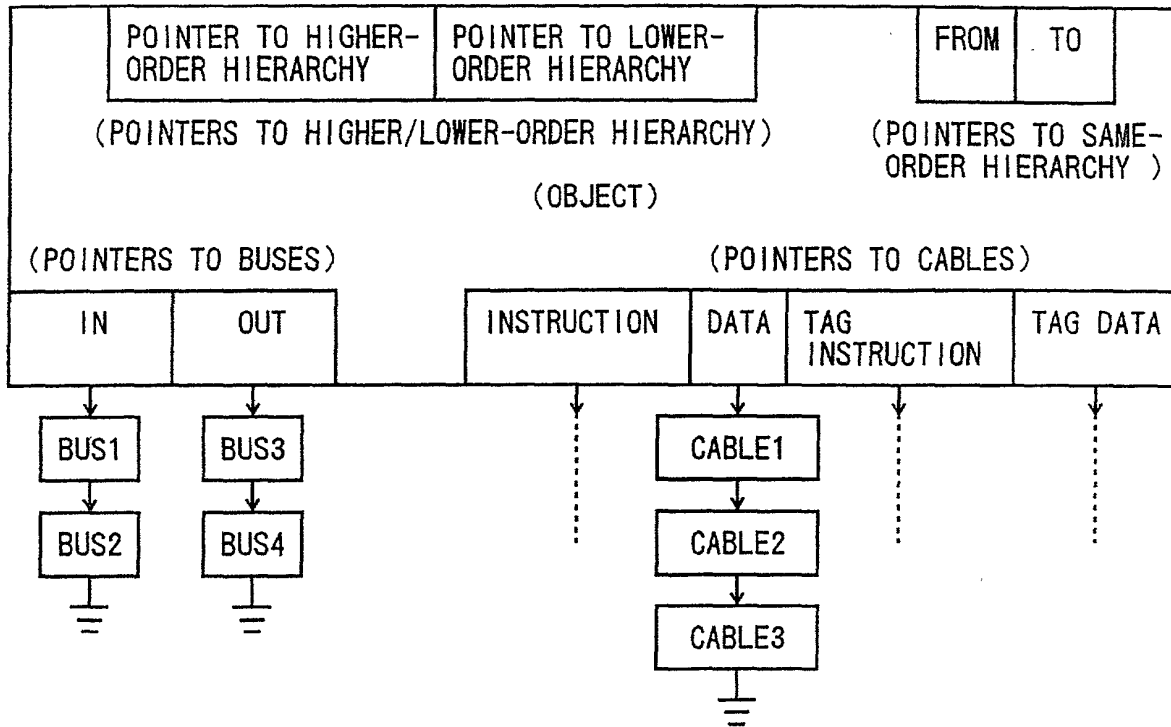 POINTER TO HIGHER-
ORDER HIERARCHY
POINTER TO LOWER-
ORDER HIERARCHY
FROM
TO
(POINTERS TO HIGHER/LOWER-ORDER HIERARCHY)
(POINTERS TO SAME-
ORDER HIERARCHY )
(OBJECT)
(POINTERS TO BUSES)
(POINTERS TO CABLES)
IN
OUT
INSTRUCTION
DATA
TAG
INSTRUCTION
TAG DATA
BUS1
BUS3
CABLE1
BUS2
BUS4
CABLE2
CABLE3